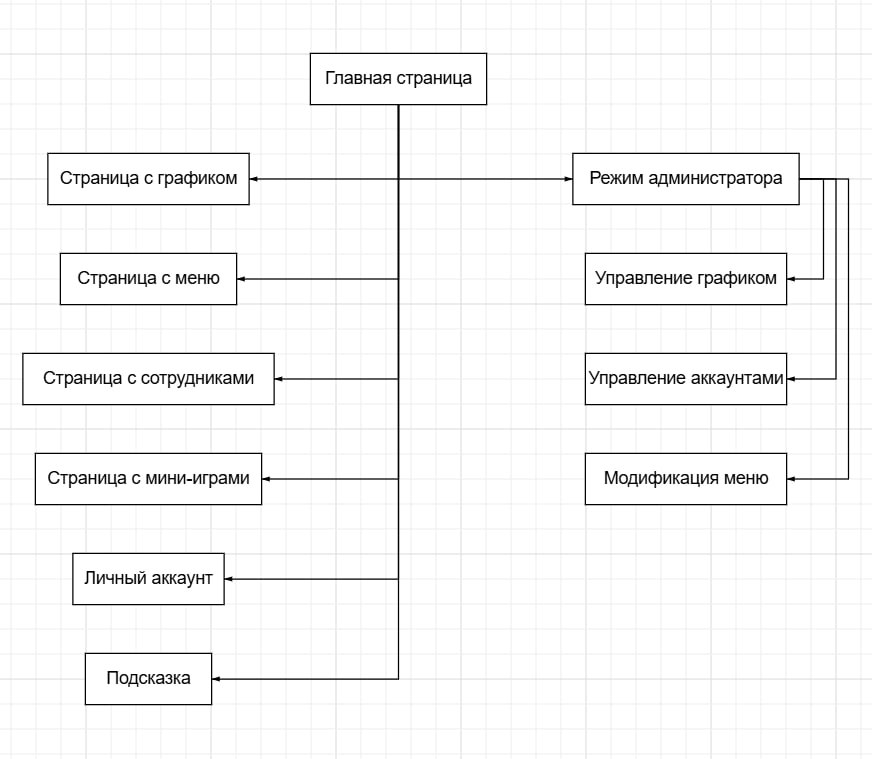 Главная страница
Страница с графиком
Режим администратора
Страница с меню
Управление графиком
Страница с сотрудниками
Управление аккаунтами
Страница с мини-играми
Модификация меню
Личный аккаунт
Подсказка